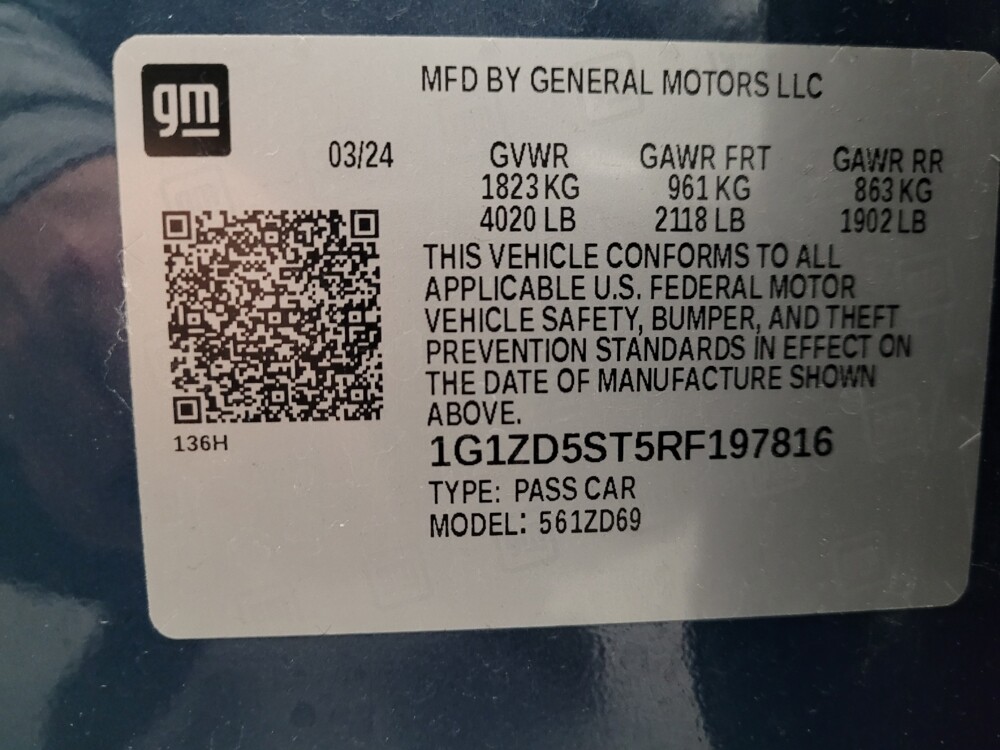 gm
MFD BY GENERAL MOTORS LLC
03/24
GVWR GAWR FRT GAWR RR
1823 KG 961 KG 863 KG
4020 LB 2118 LB 1902 LB
THIS VEHICLE CONFORMS TO ALL
APPLICABLE U.S. FEDERAL MOTOR
VEHICLE SAFETY, BUMPER, AND THEFT
PREVENTION STANDARDS IN EFFECT ON
THE DATE OF MANUFACTURE SHOWN
ABOVE.
136H
1G1ZD5ST5RF197816
TYPE: PASS CAR
MODEL: 561ZD69